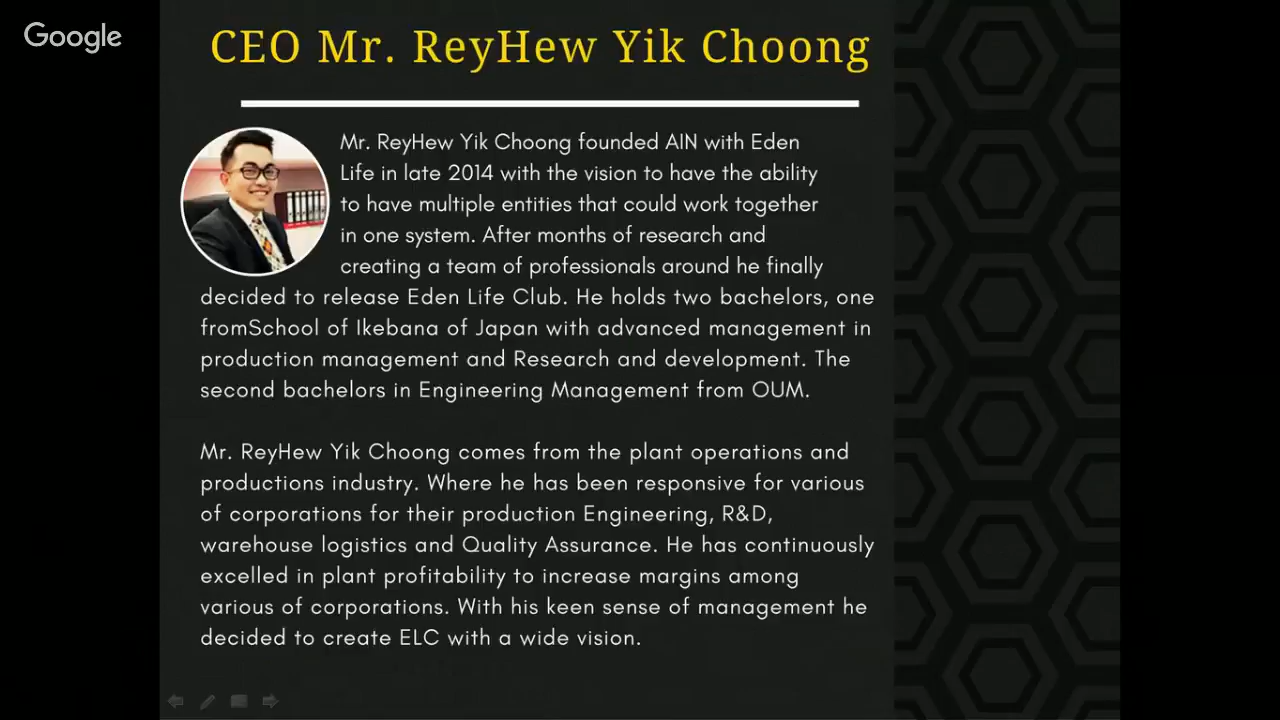 Google
CEO Mr. ReyHew Yik Choong
Mr. ReyHew Yik Choong founded AIN with Eden
Life in late 2014 with the vision to have the ability
to have multiple entities that could work together
in one system. After months of research and
creating a team of professionals around he finally
decided to release Eden Life Club. He holds two bachelors, one
fromSchool of Ikebana of Japan with advanced management in
production management and Research and development. The
second bachelors in Engineering Management from OUM.
Mr. ReyHew Yik Choong comes from the plant operations and
productions industry. Where he has been responsive for various
of corporations for their production Engineering, R&D,
warehouse logistics and Quality Assurance. He has continuously
excelled in plant profitability to increase margins among
various of corporations. With his keen sense of management he
decided to create ELC with a wide vision.